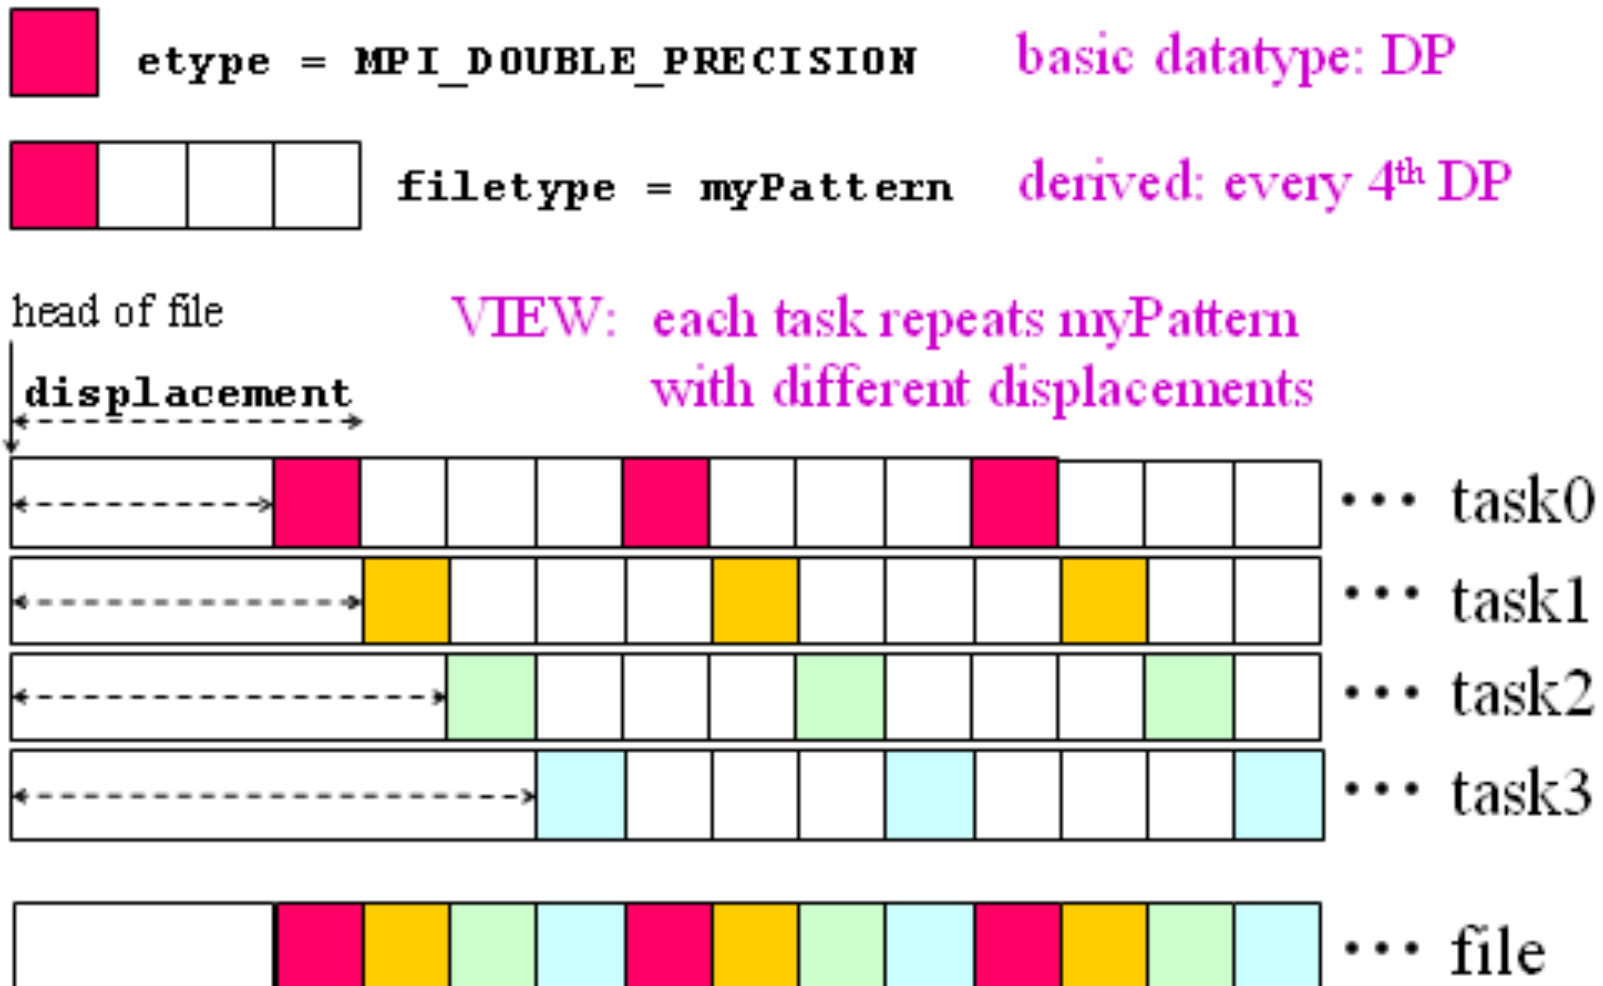 etype = MPI_DOUBLE_PRECISION basic datatype: DP
filetype = myPattern derived: every 4th DP
head of file
VIEW: each task repeats myPattern
with different displacements
displacement
••• task0
••• task1
••• task2
••• task3
••• file